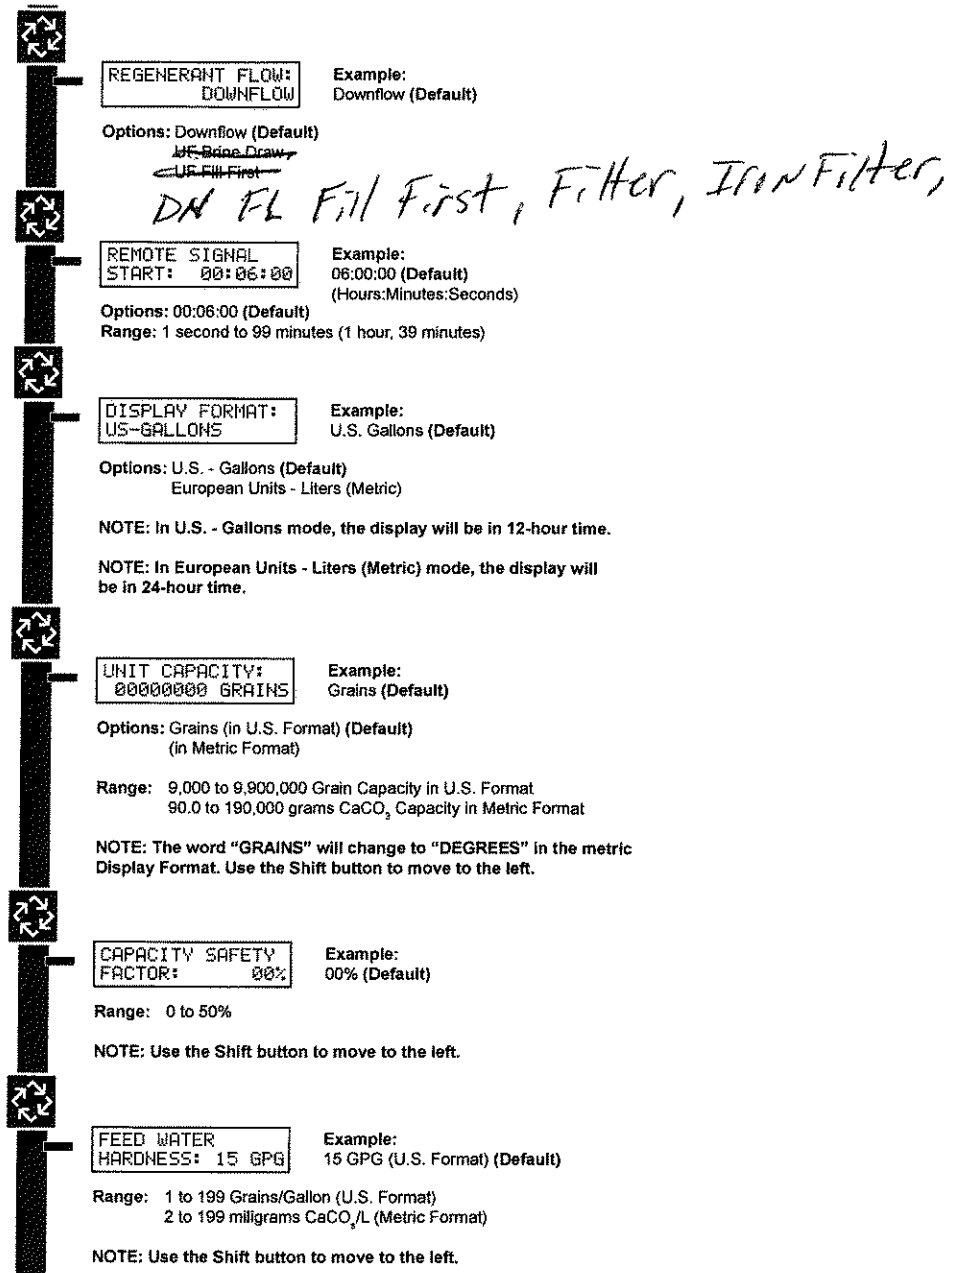 REGENERANT FLOW:
DOWNFLOW
Example:
Downflow (Default)
Options: Downflow (Default)
UF Brine Draw
UF Fill First
DN FL Fill First, Filter, Iron Filter,
REMOTE SIGNAL
START: 00:06:00
Example:
06:00:00 (Default)
(Hours:Minutes:Seconds)
Options: 00:06:00 (Default)
Range: 1 second to 99 minutes (1 hour, 39 minutes)
DISPLAY FORMAT:
US-GALLONS
Example:
U.S. Gallons (Default)
Options: U.S. - Gallons (Default)
European Units - Liters (Metric)
NOTE: In U.S. - Gallons mode, the display will be in 12-hour time.
NOTE: In European Units - Liters (Metric) mode, the display will
be in 24-hour time.
UNIT CAPACITY:
00000000 GRAINS
Example:
Grains (Default)
Options: Grains (in U.S. Format) (Default)
(in Metric Format)
Range: 9,000 to 9,900,000 Grain Capacity in U.S. Format
90.0 to 190,000 grams CaCO₃ Capacity in Metric Format
NOTE: The word “GRAINS” will change to “DEGREES” in the metric
Display Format. Use the Shift button to move to the left.
CAPACITY SAFETY
FACTOR: 00%
Example:
00% (Default)
Range: 0 to 50%
NOTE: Use the Shift button to move to the left.
FEED WATER
HARDNESS: 15 GPG
Example:
15 GPG (U.S. Format) (Default)
Range: 1 to 199 Grains/Gallon (U.S. Format)
2 to 199 miligrams CaCO₃/L (Metric Format)
NOTE: Use the Shift button to move to the left.